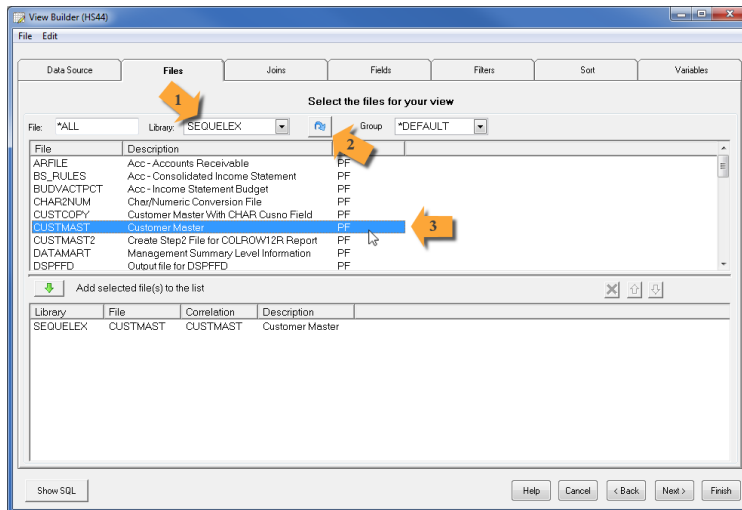 View Builder (HS44)
File Edit
Data Source Files Joins Fields Filters Sort Variables
1
Select the files for your view
File: *ALL Library: SEQUELEX Group *DEFAULT
2
File Description
ARFILE Acc - Accounts Receivable PF
BS_RULES Acc - Consolidated Income Statement PF
BUDVACTPCT Acc - Income Statement Budget PF
CHAR2NUM Char/Numeric Conversion File PF
CUSTCOPY Customer Master With CHAR Cusno Field PF
CUSTMAST Customer Master PF
3
CUSTMAST2 Create Step2 File for COLROW12R Report PF
DATAMART Management Summary Level Information PF
DSPFFD Output file for DSPFFD PF
Add selected file(s) to the list
Library File Correlation Description
SEQUELEX CUSTMAST CUSTMAST Customer Master
Show SQL Help Cancel < Back Next > Finish